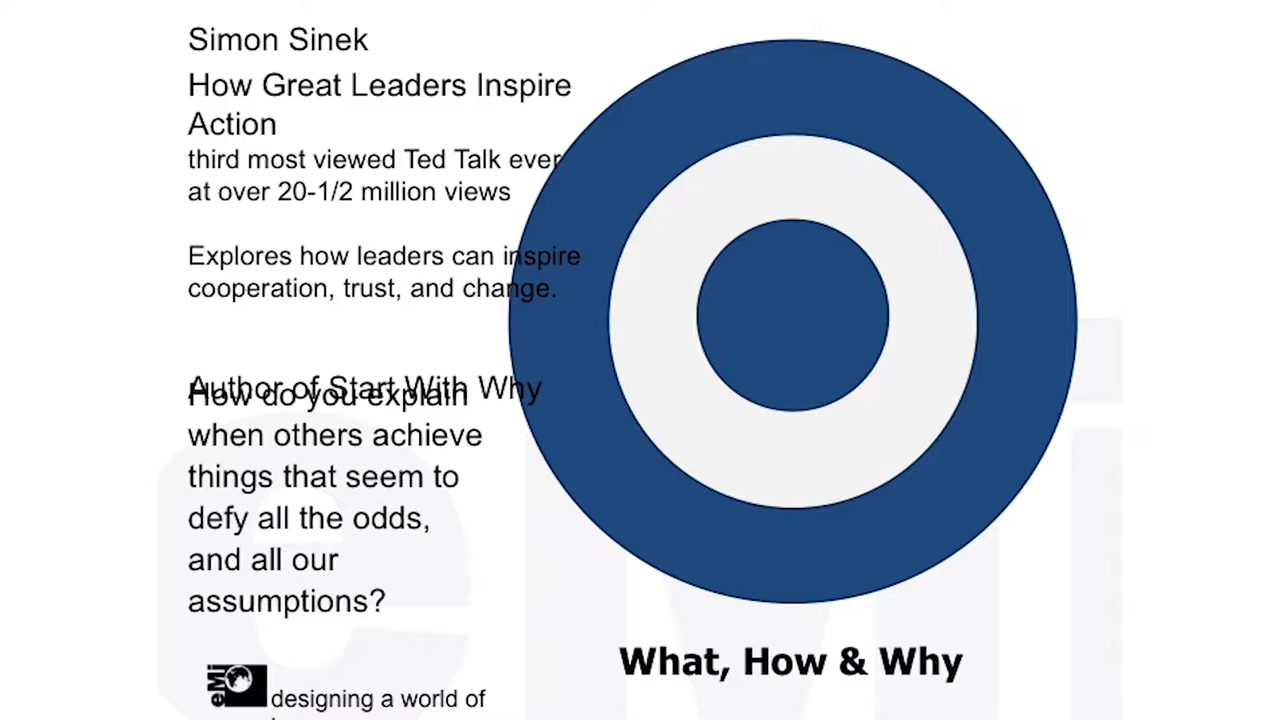 Simon Sinek
How Great Leaders Inspire
Action
third most viewed Ted Talk ever
at over 20-1/2 million views
Explores how leaders can inspire
cooperation, trust, and change.
Author of Start With Why
How do you explain
when others achieve
things that seem to
defy all the odds,
and all our
assumptions?
What, How & Why
eMi
designing a world of